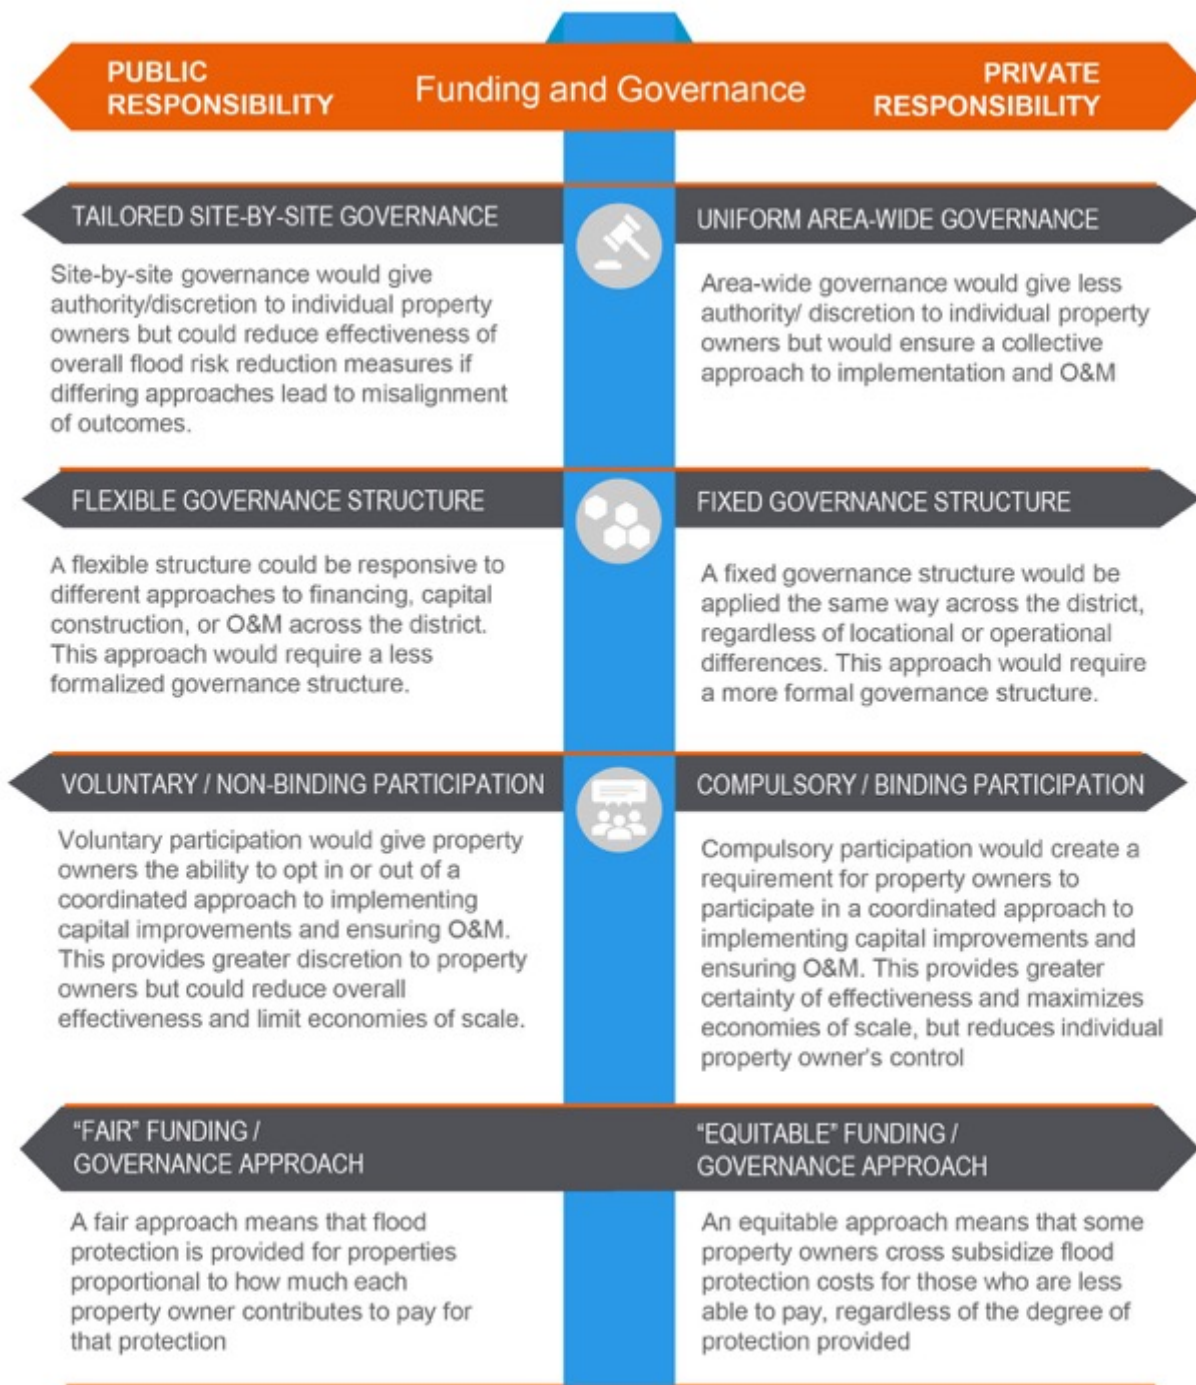 PUBLIC
RESPONSIBILITY
Funding and Governance
PRIVATE
RESPONSIBILITY
TAILORED SITE-BY-SITE GOVERNANCE
Site-by-site governance would give
authority/discretion to individual property
owners but could reduce effectiveness of
overall flood risk reduction measures if
differing approaches lead to misalignment
of outcomes.
UNIFORM AREA-WIDE GOVERNANCE
Area-wide governance would give less
authority/ discretion to individual property
owners but would ensure a collective
approach to implementation and O&M
FLEXIBLE GOVERNANCE STRUCTURE
A flexible structure could be responsive to
different approaches to financing, capital
construction, or O&M across the district.
This approach would require a less
formalized governance structure.
FIXED GOVERNANCE STRUCTURE
A fixed governance structure would be
applied the same way across the district,
regardless of locational or operational
differences. This approach would require
a more formal governance structure.
VOLUNTARY / NON-BINDING PARTICIPATION
Voluntary participation would give property
owners the ability to opt in or out of a
coordinated approach to implementing
capital improvements and ensuring O&M.
This provides greater discretion to property
owners but could reduce overall
effectiveness and limit economies of scale.
COMPULSORY / BINDING PARTICIPATION
Compulsory participation would create a
requirement for property owners to
participate in a coordinated approach to
implementing capital improvements and
ensuring O&M. This provides greater
certainty of effectiveness and maximizes
economies of scale, but reduces individual
property owner's control
"FAIR" FUNDING /
GOVERNANCE APPROACH
A fair approach means that flood
protection is provided for properties
proportional to how much each
property owner contributes to pay for
that protection
"EQUITABLE" FUNDING /
GOVERNANCE APPROACH
An equitable approach means that some
property owners cross subsidize flood
protection costs for those who are less
able to pay, regardless of the degree of
protection provided